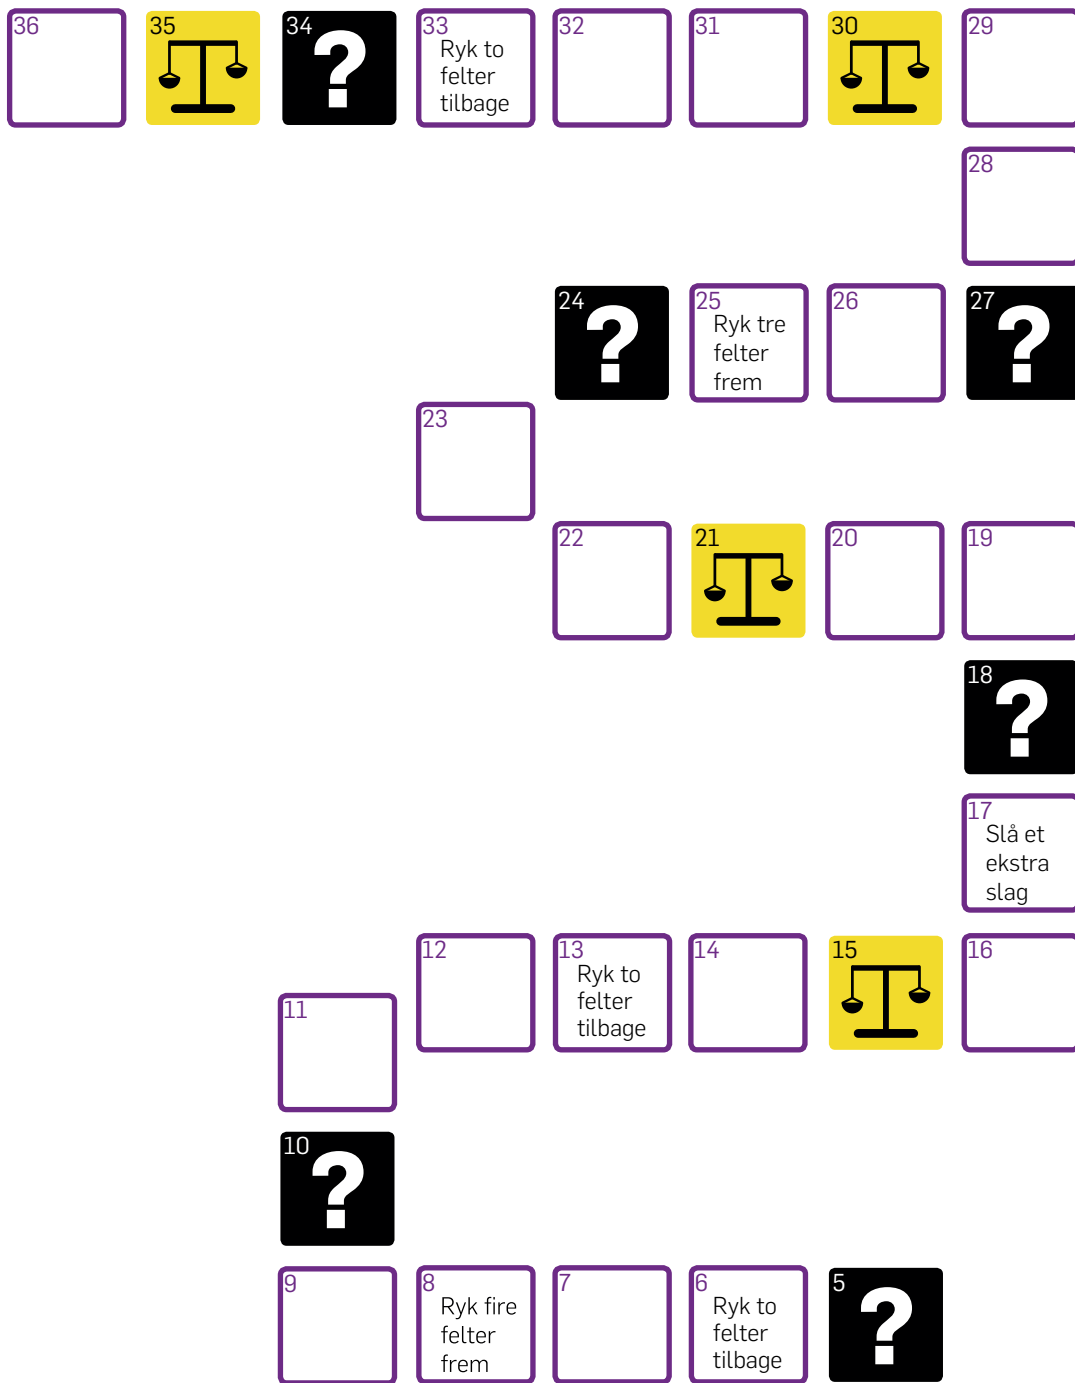 36
35
34
?
33
Ryk to
felter
tilbage
32
31
30
29
28
24
?
25
Ryk tre
felter
frem
26
27
?
23
22
21
20
19
18
?
17
Slå et
ekstra
slag
12
13
Ryk to
felter
tilbage
14
15
16
11
10
?
9
8
Ryk fire
felter
frem
7
6
Ryk to
felter
tilbage
5
?